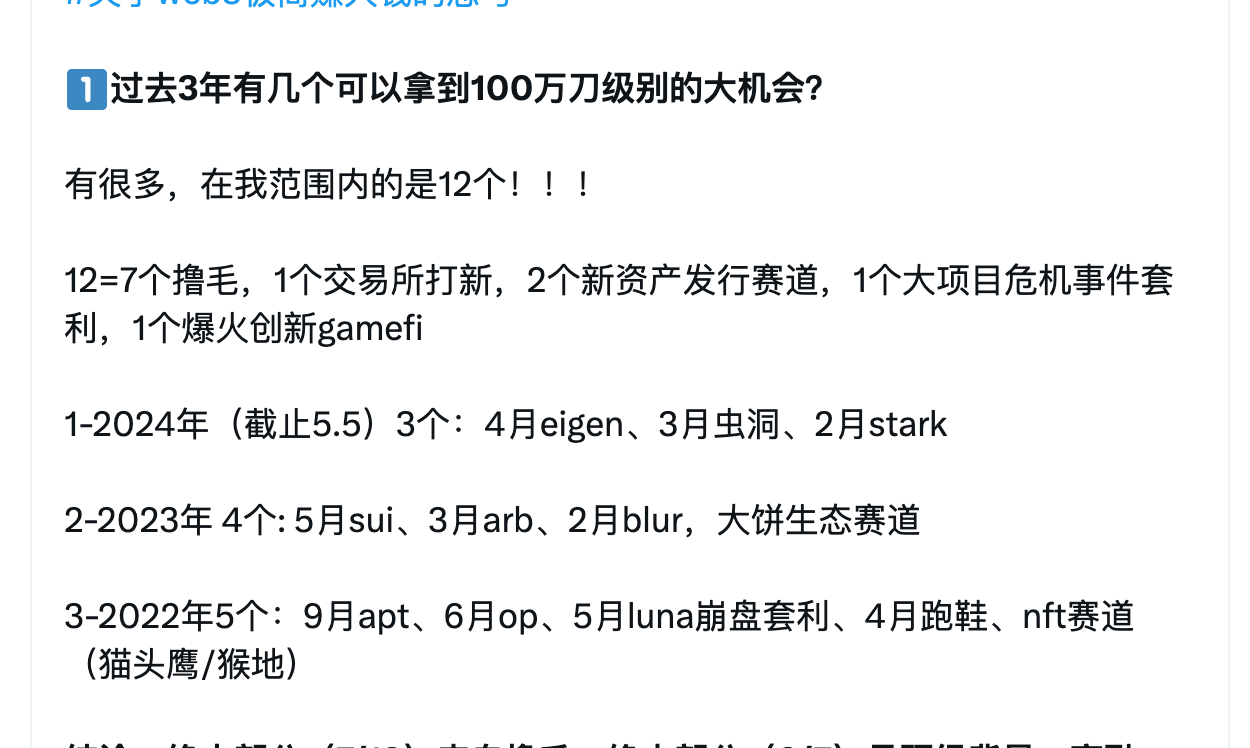 1过去3年有几个可以拿到100万刀级别的大机会?
有很多，在我范围内的是12个！！！
12=7个撸毛，1个交易所打新，2个新资产发行赛道，1个大项目危机事件套
利，1个爆火创新gamefi
1-2024年（截止5.5）3个：4月eigen、3月虫洞、2月stark
2-2023年 4个: 5月sui、3月arb、2月blur，大饼生态赛道
3-2022年5个：9月apt、6月op、5月luna崩盘套利、4月跑鞋、nft赛道
（猫头鹰/猴地）